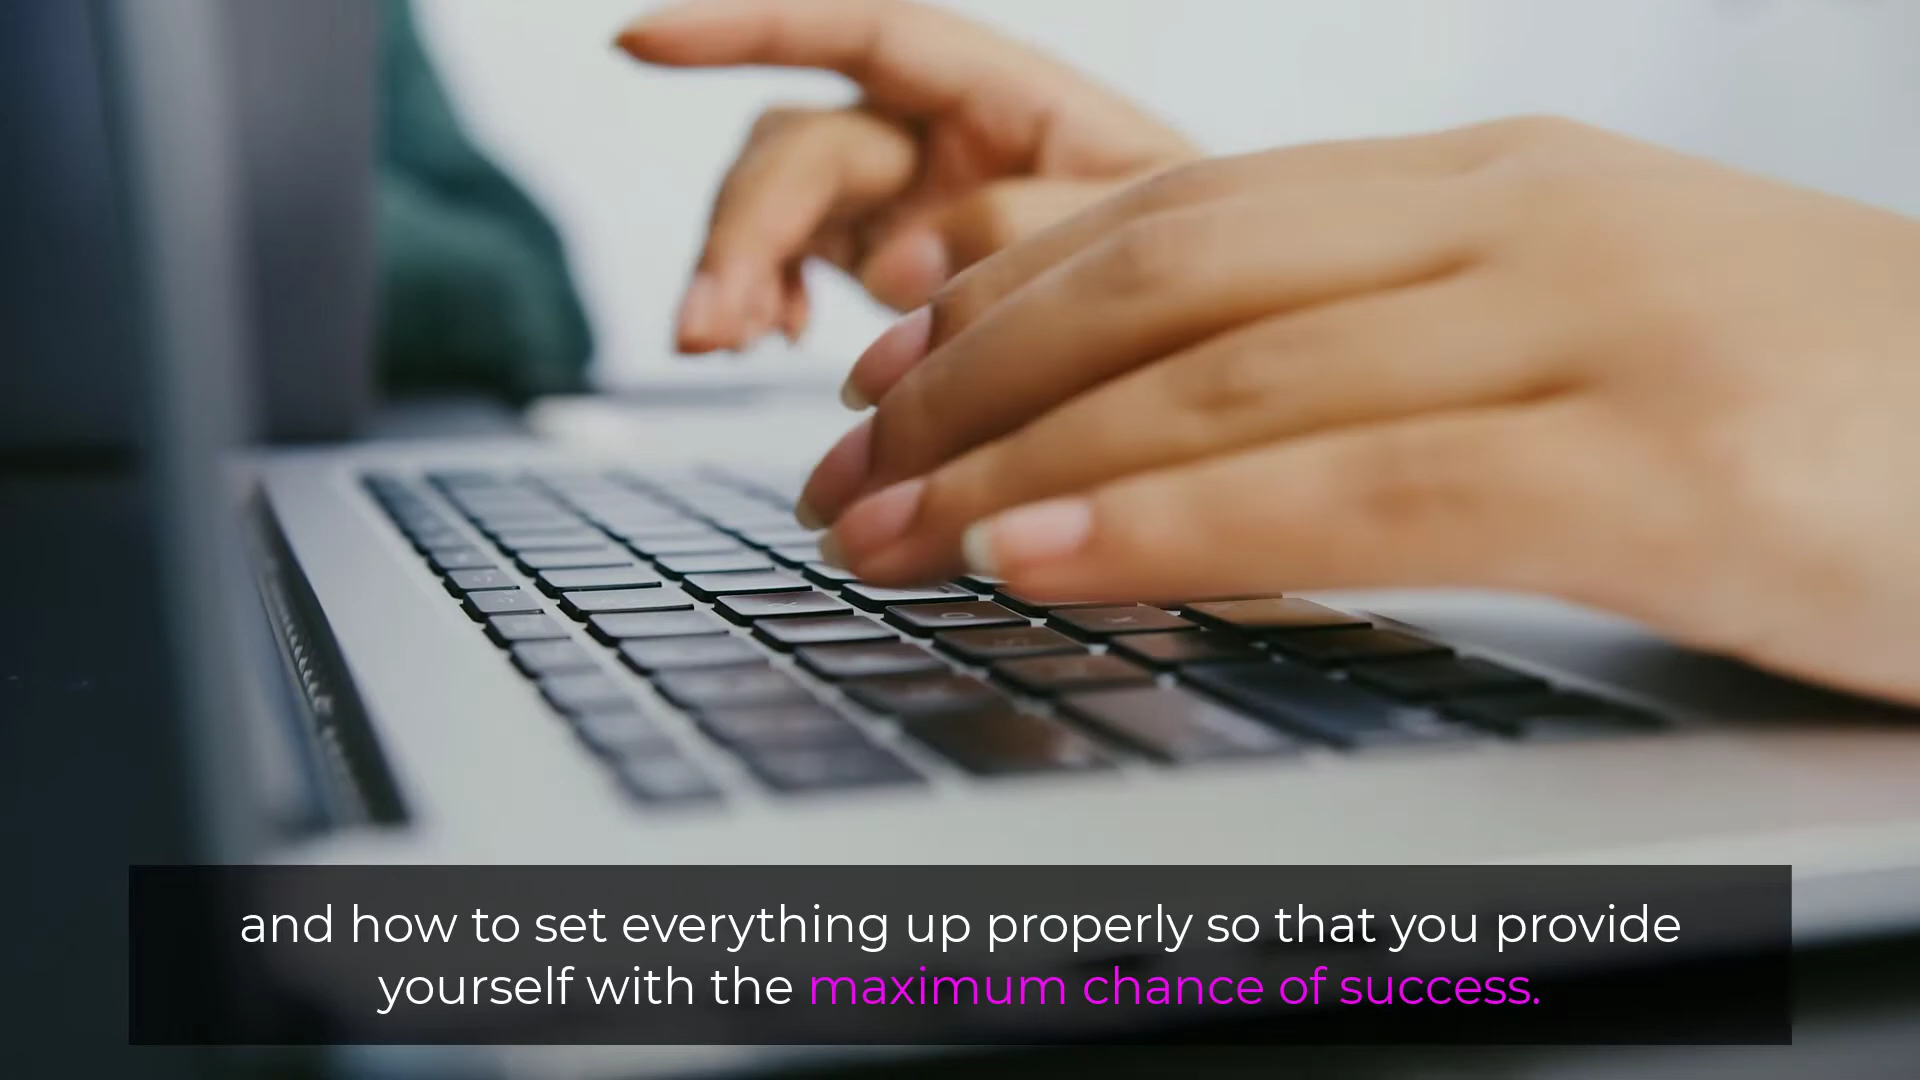 and how to set everything up properly so that you provide
yourself with the maximum chance of success.